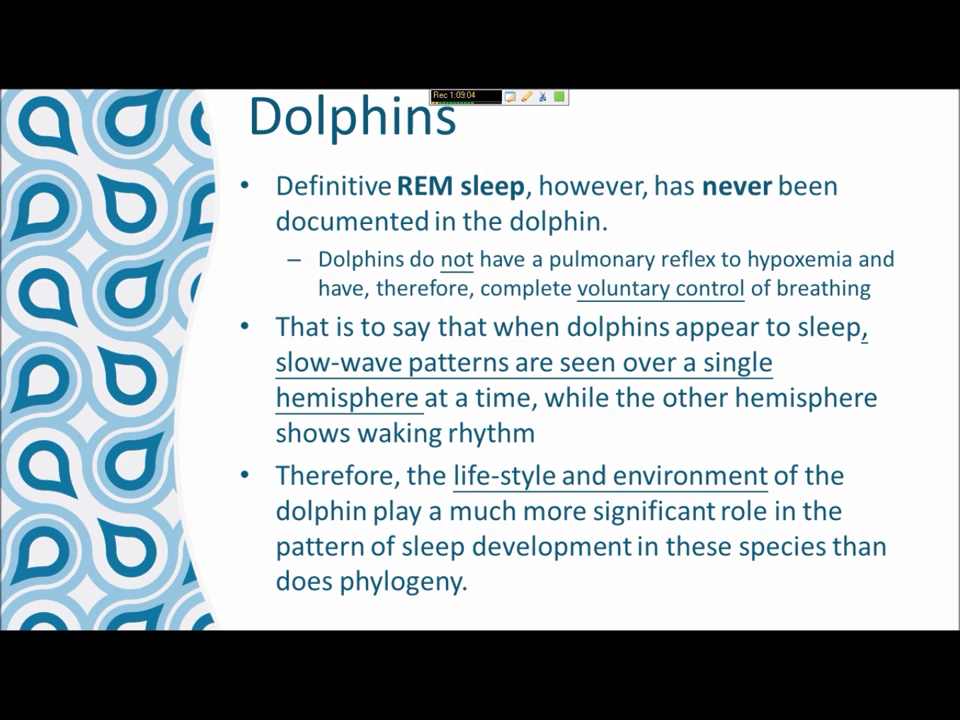 Rec 1:09:04
Dolphins
• Definitive REM sleep, however, has never been
documented in the dolphin.
– Dolphins do not have a pulmonary reflex to hypoxemia and
have, therefore, complete voluntary control of breathing
• That is to say that when dolphins appear to sleep,
slow-wave patterns are seen over a single
hemisphere at a time, while the other hemisphere
shows waking rhythm
• Therefore, the life-style and environment of the
dolphin play a much more significant role in the
pattern of sleep development in these species than
does phylogeny.